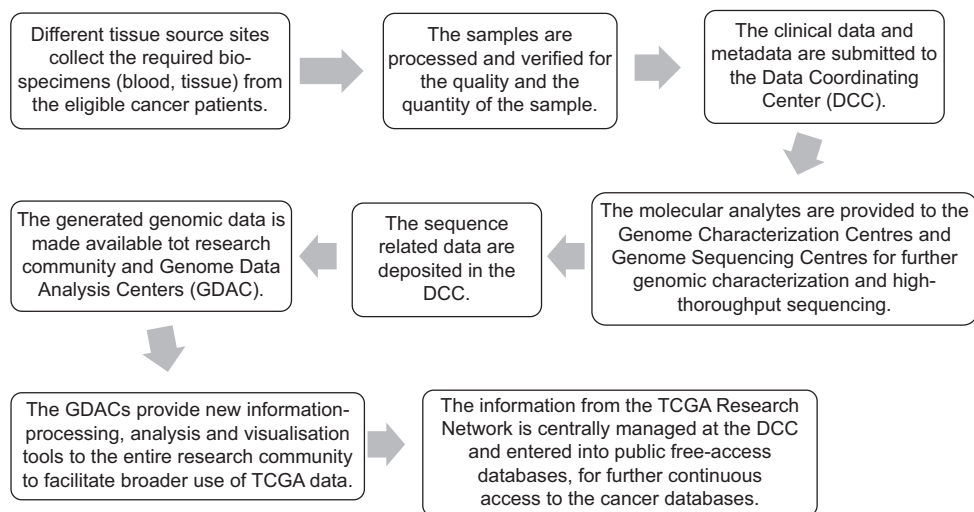 Different tissue source sites
collect the required bio-
specimens (blood, tissue) from
the eligible cancer patients.
The samples are
processed and verified for
the quality and the
quantity of the sample.
The clinical data and
metadata are submitted to
the Data Coordinating
Center (DCC).
The molecular analytes are provided to the
Genome Characterization Centres and
Genome Sequencing Centres for further
genomic characterization and high-
thoroughput sequencing.
The sequence
related data are
deposited in the
DCC.
The generated genomic data is
made available tot research
community and Genome Data
Analysis Centers (GDAC).
The GDACs provide new information-
processing, analysis and visualisation
tools to the entire research community
to facilitate broader use of TCGA data.
The information from the TCGA Research
Network is centrally managed at the DCC
and entered into public free-access
databases, for further continuous
access to the cancer databases.